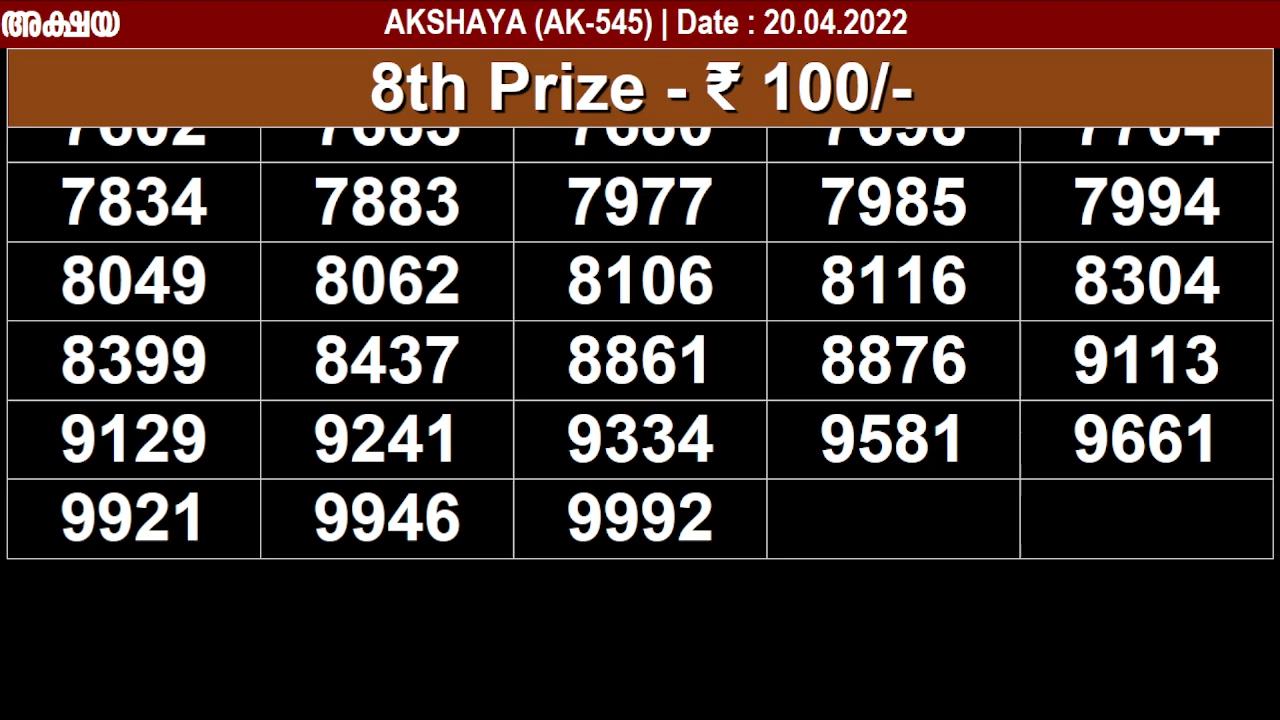 അക്ഷയ AKSHAYA (AK-545) | Date : 20.04.2022
8th Prize - ₹ 100/-
7834 7883 7977 7985 7994
8049 8062 8106 8116 8304
8399 8437 8861 8876 9113
9129 9241 9334 9581 9661
9921 9946 9992